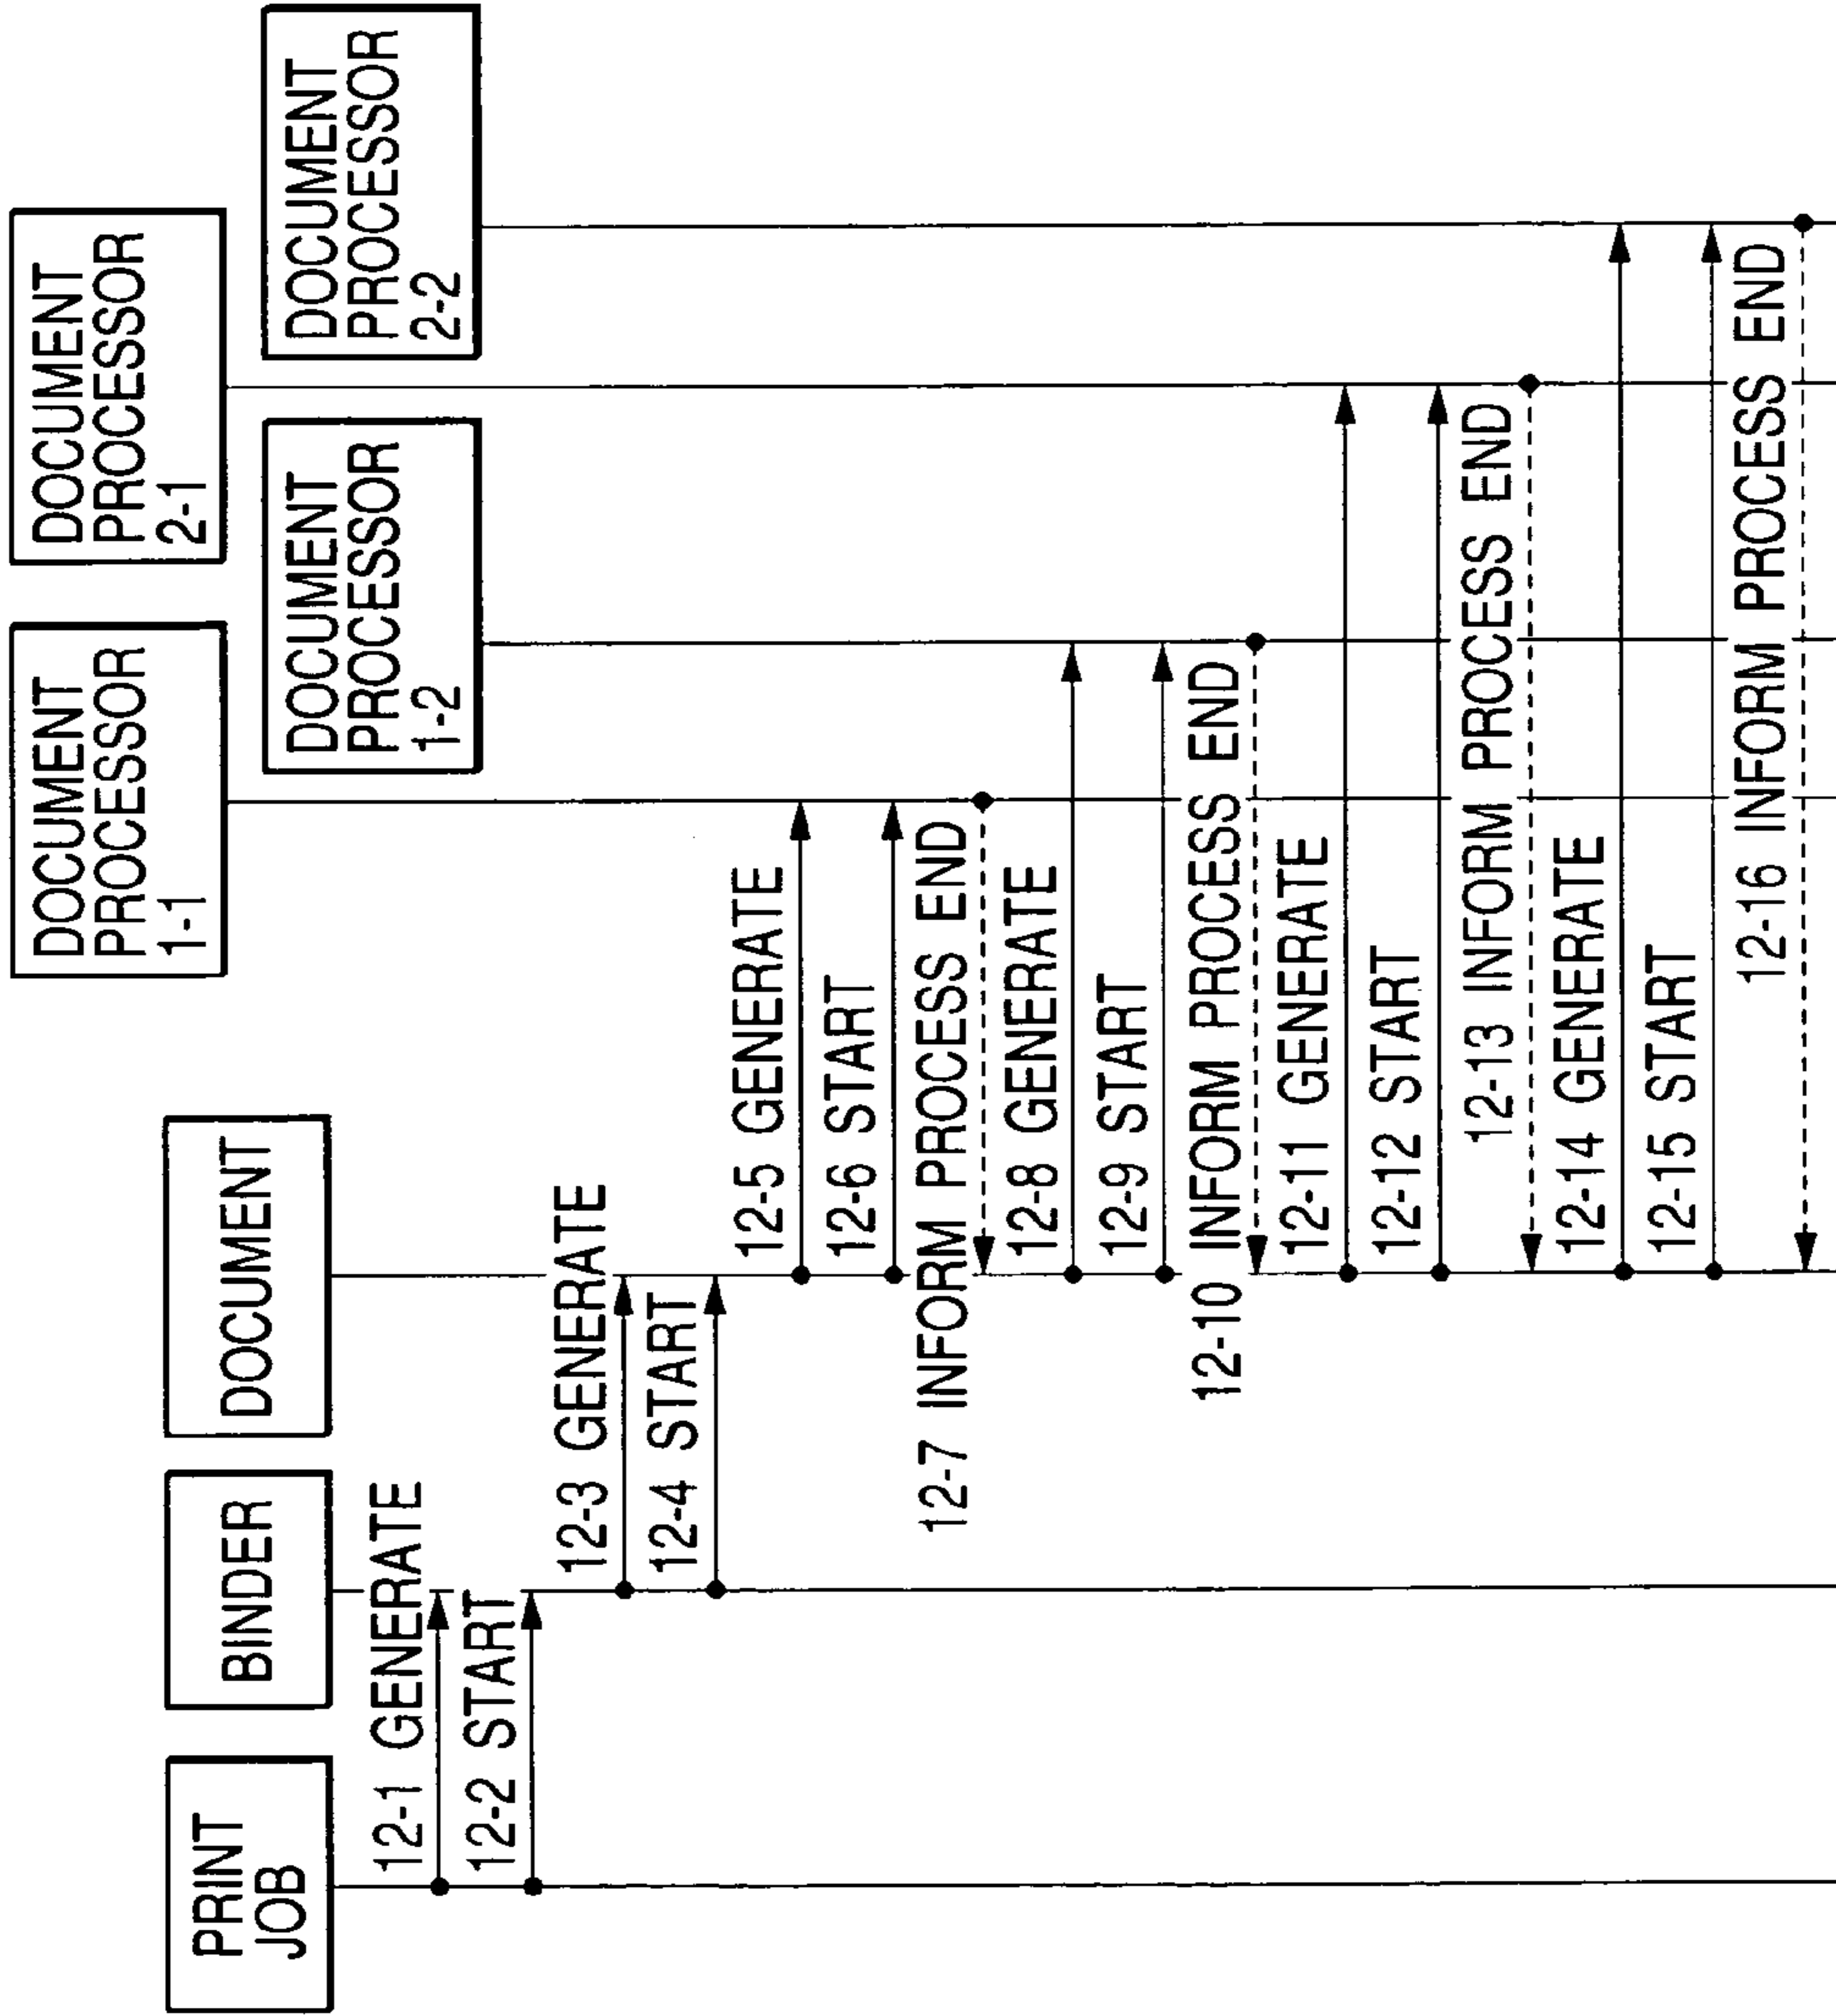 PRINT
JOB
BINDER
DOCUMENT
DOCUMENT
PROCESSOR
1-1
DOCUMENT
PROCESSOR
2-1
DOCUMENT
PROCESSOR
1-2
DOCUMENT
PROCESSOR
2-2
12-1 GENERATE
12-2 START
12-3 GENERATE
12-4 START
12-5 GENERATE
12-6 START
12-7 INFORM PROCESS END
12-8 GENERATE
12-9 START
12-10 INFORM PROCESS END
12-11 GENERATE
12-12 START
12-13 INFORM PROCESS END
12-14 GENERATE
12-15 START
12-16 INFORM PROCESS END